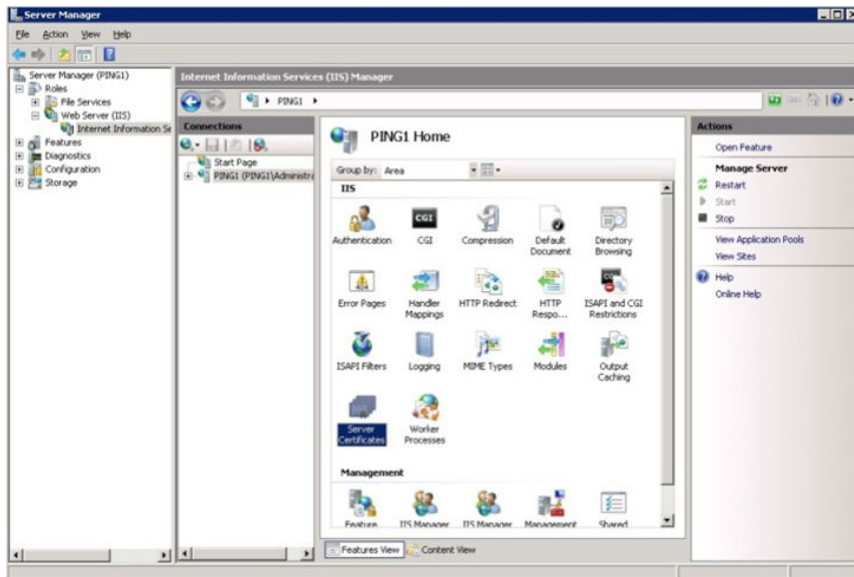 Server Manager
File Action View Help
Server Manager (PING1)
Roles
File Services
Web Server (IIS)
Internet Information Se
Features
Diagnostics
Configuration
Storage
Internet Information Services (IIS) Manager
PING1
Connections
Start Page
PING1 (PING1\Administra
PING1 Home
Group by: Area
IIS
Authentication
CGI
Compression
Default
Document
Directory
Browsing
Error Pages
Handler
Mappings
HTTP Redirect
HTTP
Respo...
ISAPI and CGI
Restrictions
ISAPI Filters
Logging
MIME Types
Modules
Output
Caching
Server
Certificates
Worker
Processes
Management
Feature
IIS Manager
IIS Manager
Management
Shared
Features View
Content View
Actions
Open Feature
Manage Server
Restart
Start
Stop
View Application Pools
View Sites
Help
Online Help